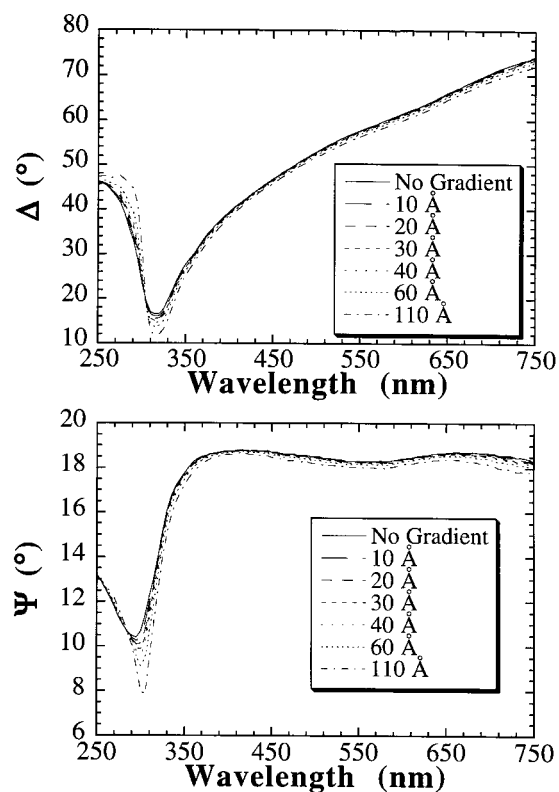 80
70
60
50
40
30
20
10
Δ (°)
No Gradient
10 Å
20 Å
30 Å
40 Å
60 Å
110 Å
250 350 450 550 650 750
Wavelength (nm)
20
18
16
14
12
10
8
6
Ψ (°)
No Gradient
10 Å
20 Å
30 Å
40 Å
60 Å
110 Å
250 350 450 550 650 750
Wavelength (nm)